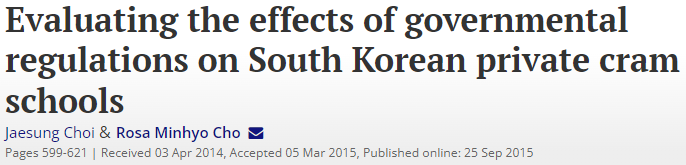 Evaluating the effects of governmental
regulations on South Korean private cram
schools
Jaesung Choi & Rosa Minhyo Cho
Pages 599-621 | Received 03 Apr 2014, Accepted 05 Mar 2015, Published online: 25 Sep 2015